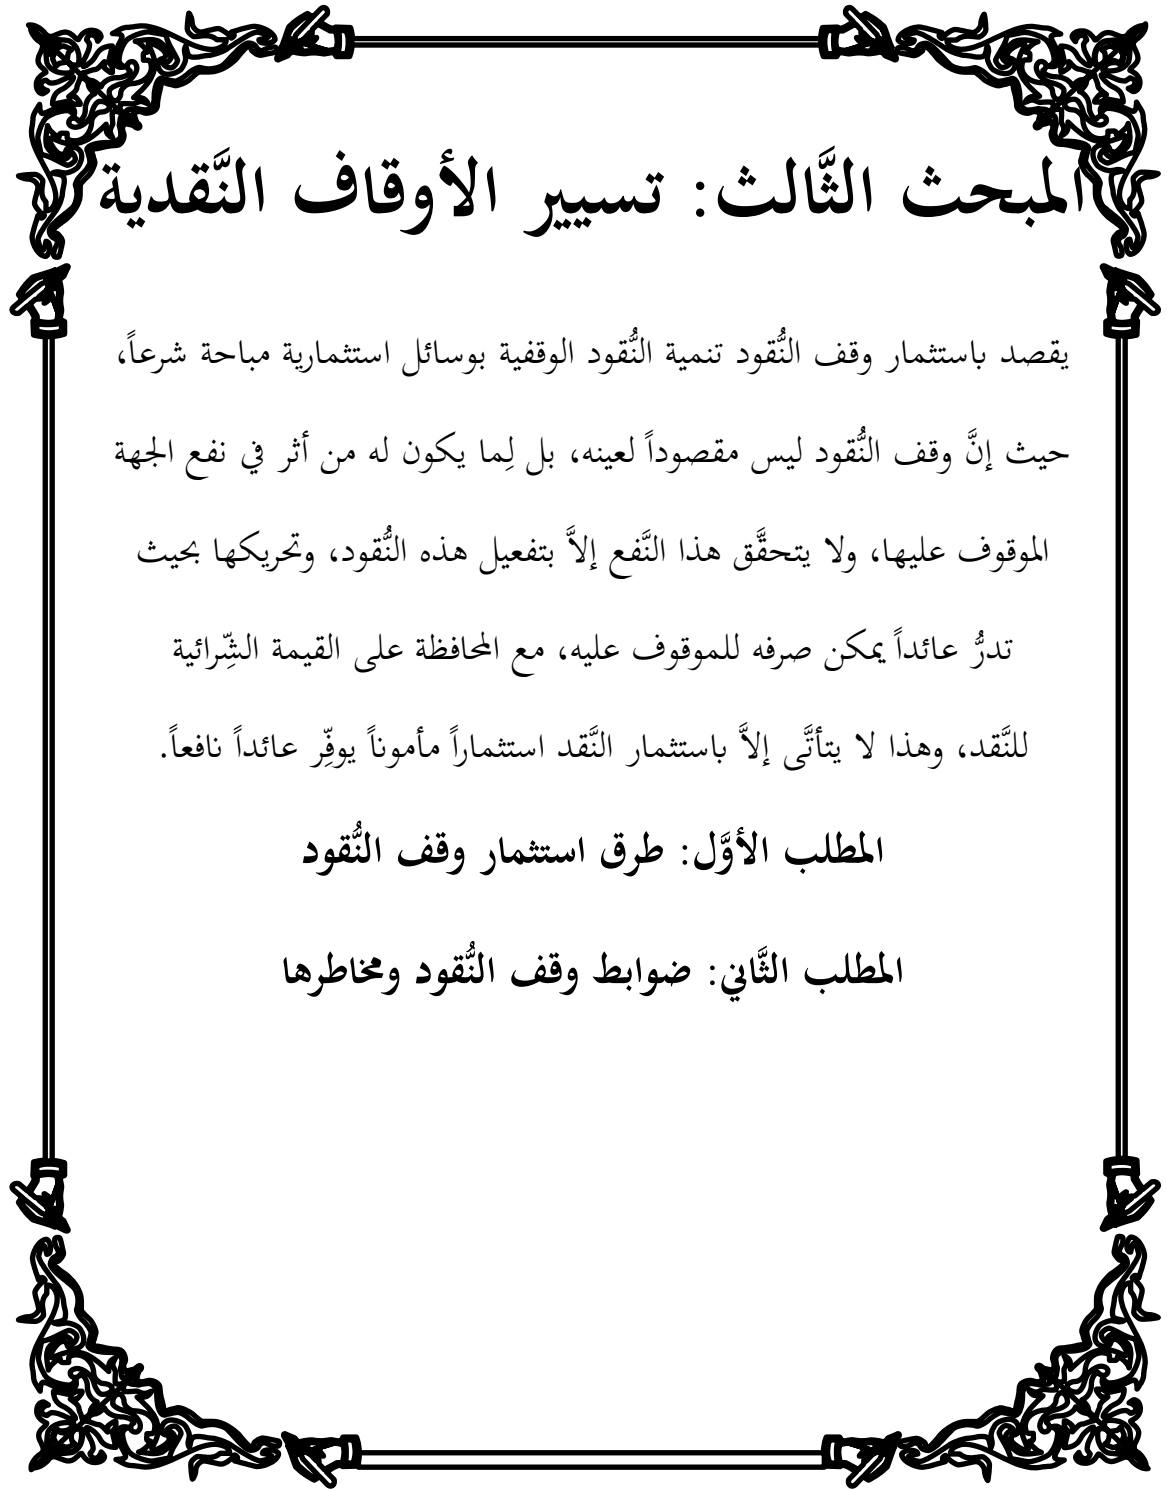 المبحث الثَّالث: تسيير الأوقاف النَّقدية
يقصد باستثمار وقف النُّقود تنمية النُّقود الوقفية بوسائل استثمارية مباحة شرعاً،
حيث إنَّ وقف النُّقود ليس مقصوداً لعينه، بل لِما يكون له من أثر في نفع الجهة
الموقوف عليها، ولا يتحقَّق هذا النَّفع إلاَّ بتفعيل هذه النُّقود، وتحريكها بحيث
تدرُّ عائداً يمكن صرفه للموقوف عليه، مع المحافظة على القيمة الشِّرائية
للنَّقد، وهذا لا يتأتَّى إلاَّ باستثمار النَّقد استثماراً مأموناً يوفِّر عائداً نافعاً.
المطلب الأوَّل: طرق استثمار وقف النُّقود
المطلب الثَّاني: ضوابط وقف النُّقود ومخاطرها